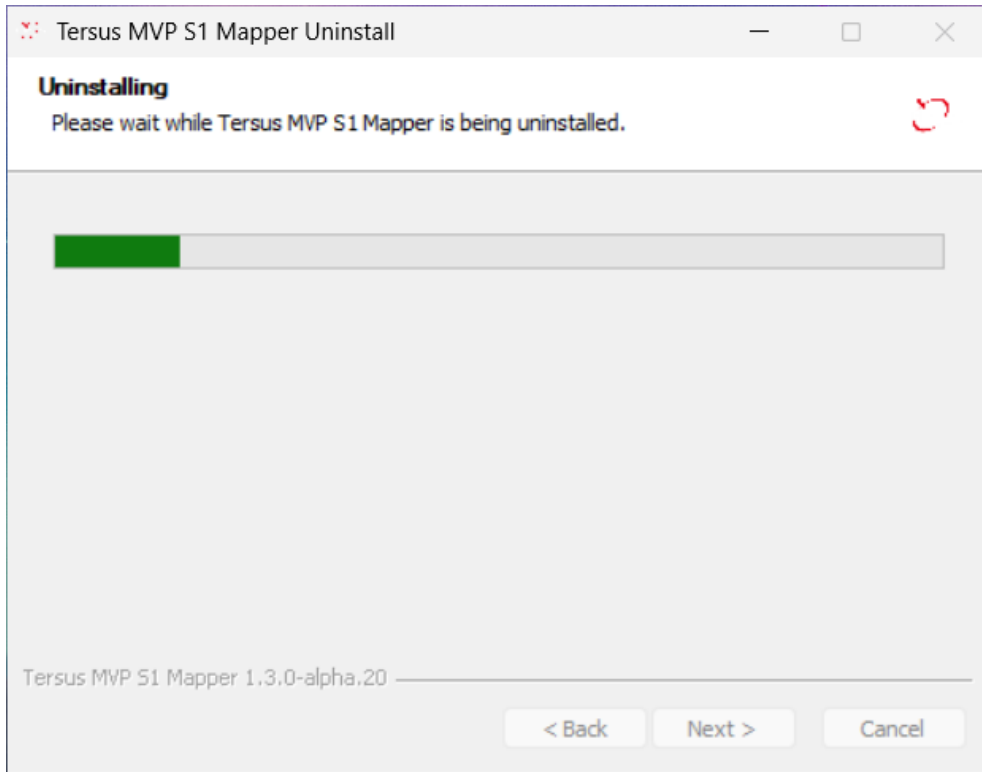 Tersus MVP S1 Mapper Uninstall
Uninstalling
Please wait while Tersus MVP S1 Mapper is being uninstalled.
Tersus MVP S1 Mapper 1.3.0-alpha.20
< Back Next > Cancel